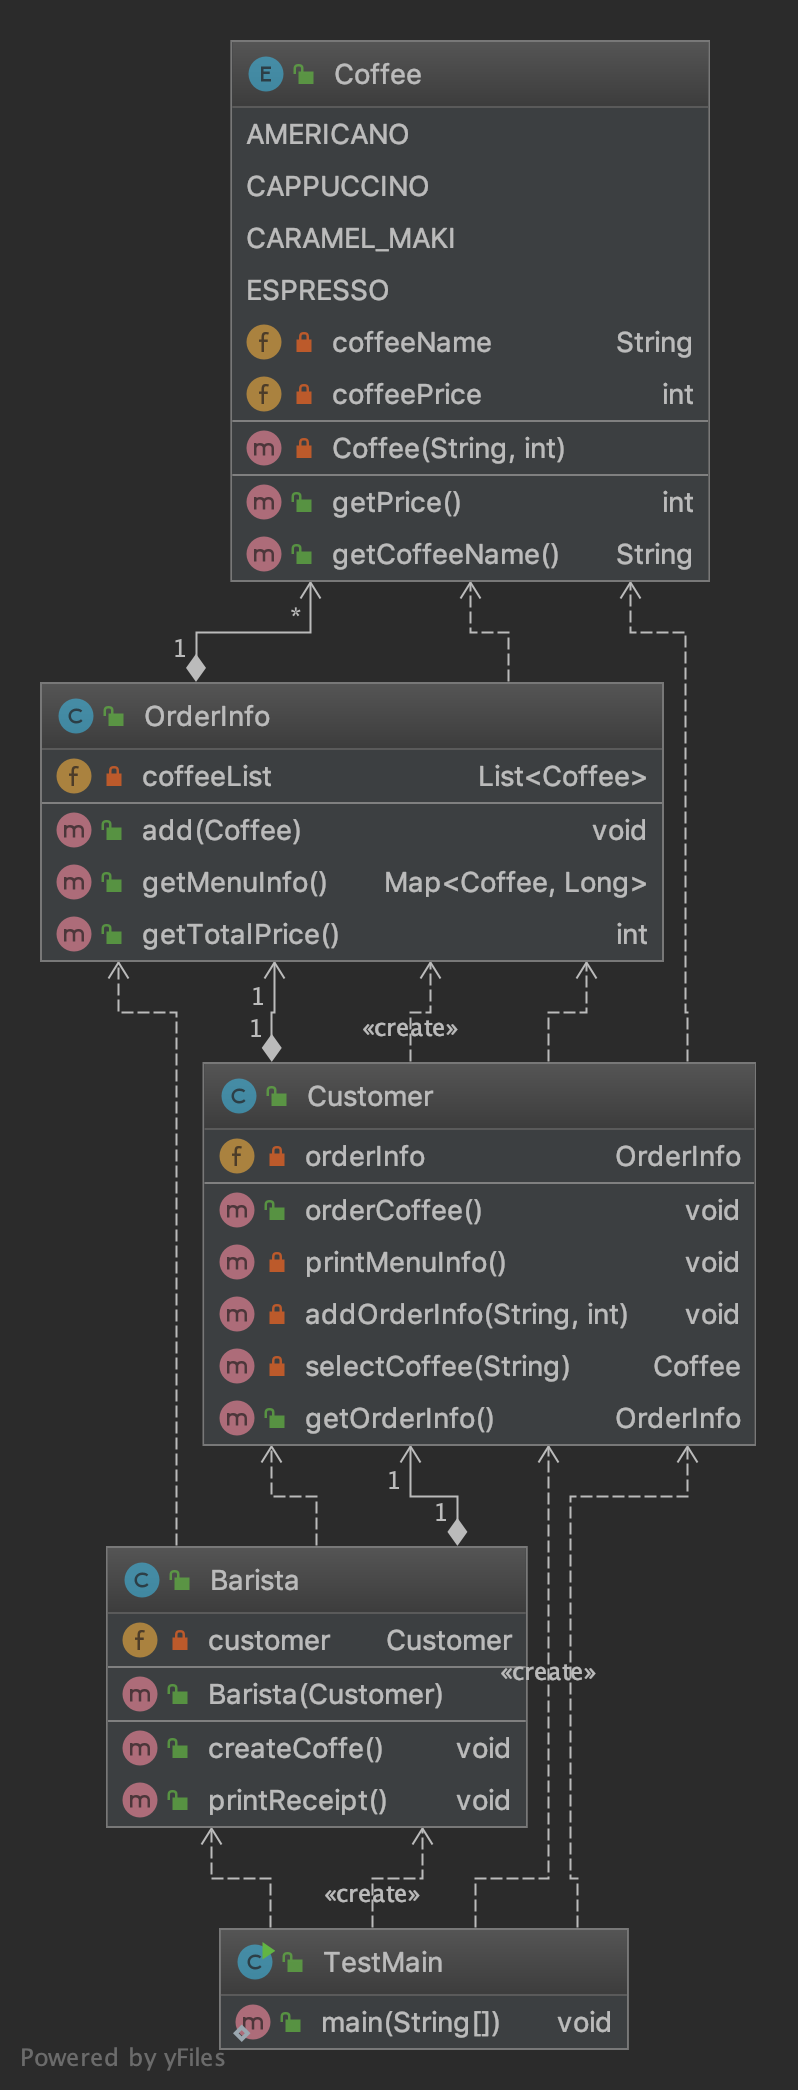 Coffee
AMERICANO
CAPPUCCINO
CARAMEL_MAKI
ESPRESSO
coffeeName String
coffeePrice int
Coffee(String, int)
getPrice() int
getCoffeeName() String
*
1
OrderInfo
coffeeList List<Coffee>
add(Coffee) void
getMenuInfo() Map<Coffee, Long>
getTotalPrice() int
1
1
«create»
Customer
orderInfo OrderInfo
orderCoffee() void
printMenuInfo() void
addOrderInfo(String, int) void
selectCoffee(String) Coffee
getOrderInfo() OrderInfo
1
1
Barista
customer Customer
«create»
Barista(Customer)
createCoffe() void
printReceipt() void
«create»
TestMain
main(String[]) void
Powered by yFiles